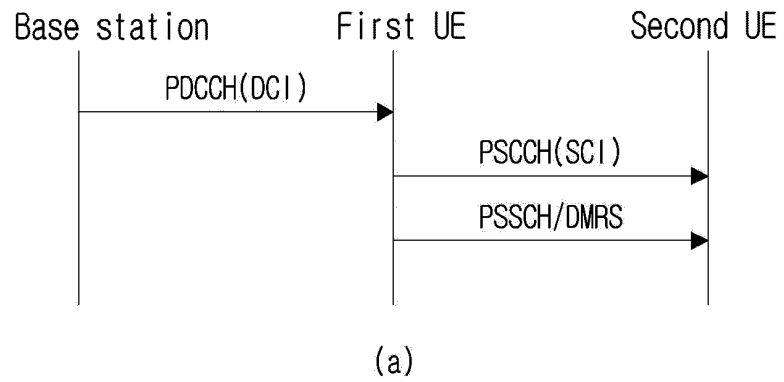 Base station First UE Second UE
PDCCH(DCI)
PSCCH(SCI)
PSSCH/DMRS
(a)